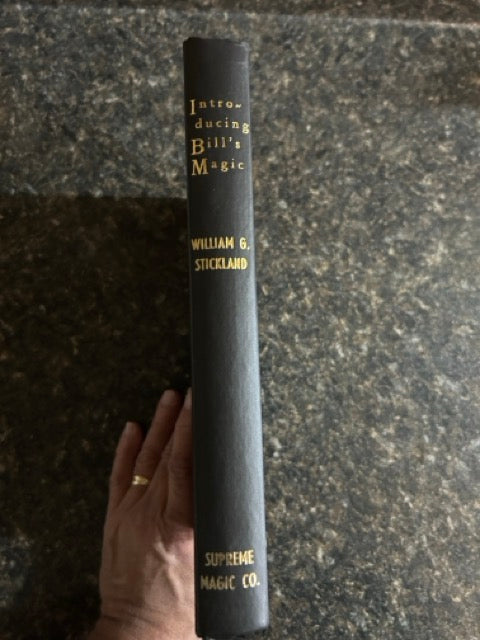 Intro~
ducing
Bill's
Magic
WILLIAM G.
STICKLAND
SUPREME
MAGIC CO.